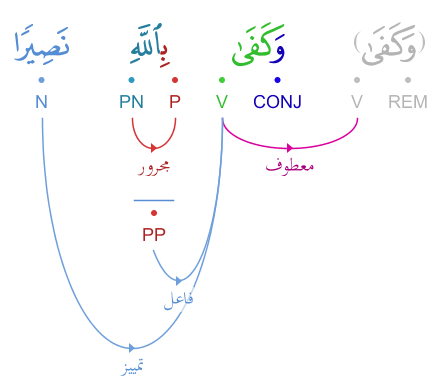 (وَكَفَىٰ) وَكَفَىٰ بِٱللَّهِ نَصِيرًا
REM V CONJ V P PN N
مجرور معطوف
PP
فاعل
تمييز